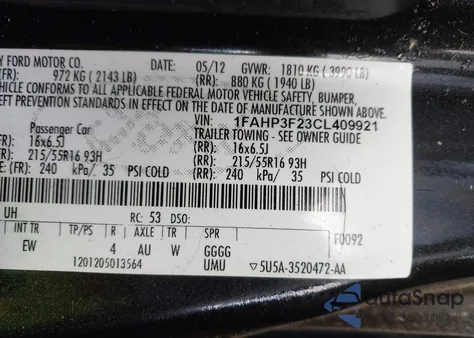 Y FORD MOTOR CO. DATE: 05/12 GVWR: 1810 KG ( 3990 LB)
(FR): 972 KG ( 2143 LB) (RR): 880 KG (1940 LB)
VEHICLE CONFORMS TO ALL APPLICABLE FEDERAL MOTOR VEHICLE SAFETY, BUMPER,
THEFT PREVENTION STANDARDS IN EFFECT ON THE DATE OF MANUFACTURE SHOWN ABOVE
VIN: 1FAHP3F23CL409921
Passenger Car TRAILER TOWING - SEE OWNER GUIDE
(FR): 16x6.5J (RR): 16x6.5J
215/55R16 93H 215/55R16 93H
(FR): 240 kPa/ 35 PSI COLD (RR): 240 kPa/ 35 PSI COLD
UH RC: 53 DSO: F0092
INT TR TP/PS R AXLE TR SPR
EW 4 AU W GGGG
1201205013564 UMU ▽5U5A-3520472-AA
AutoSnap